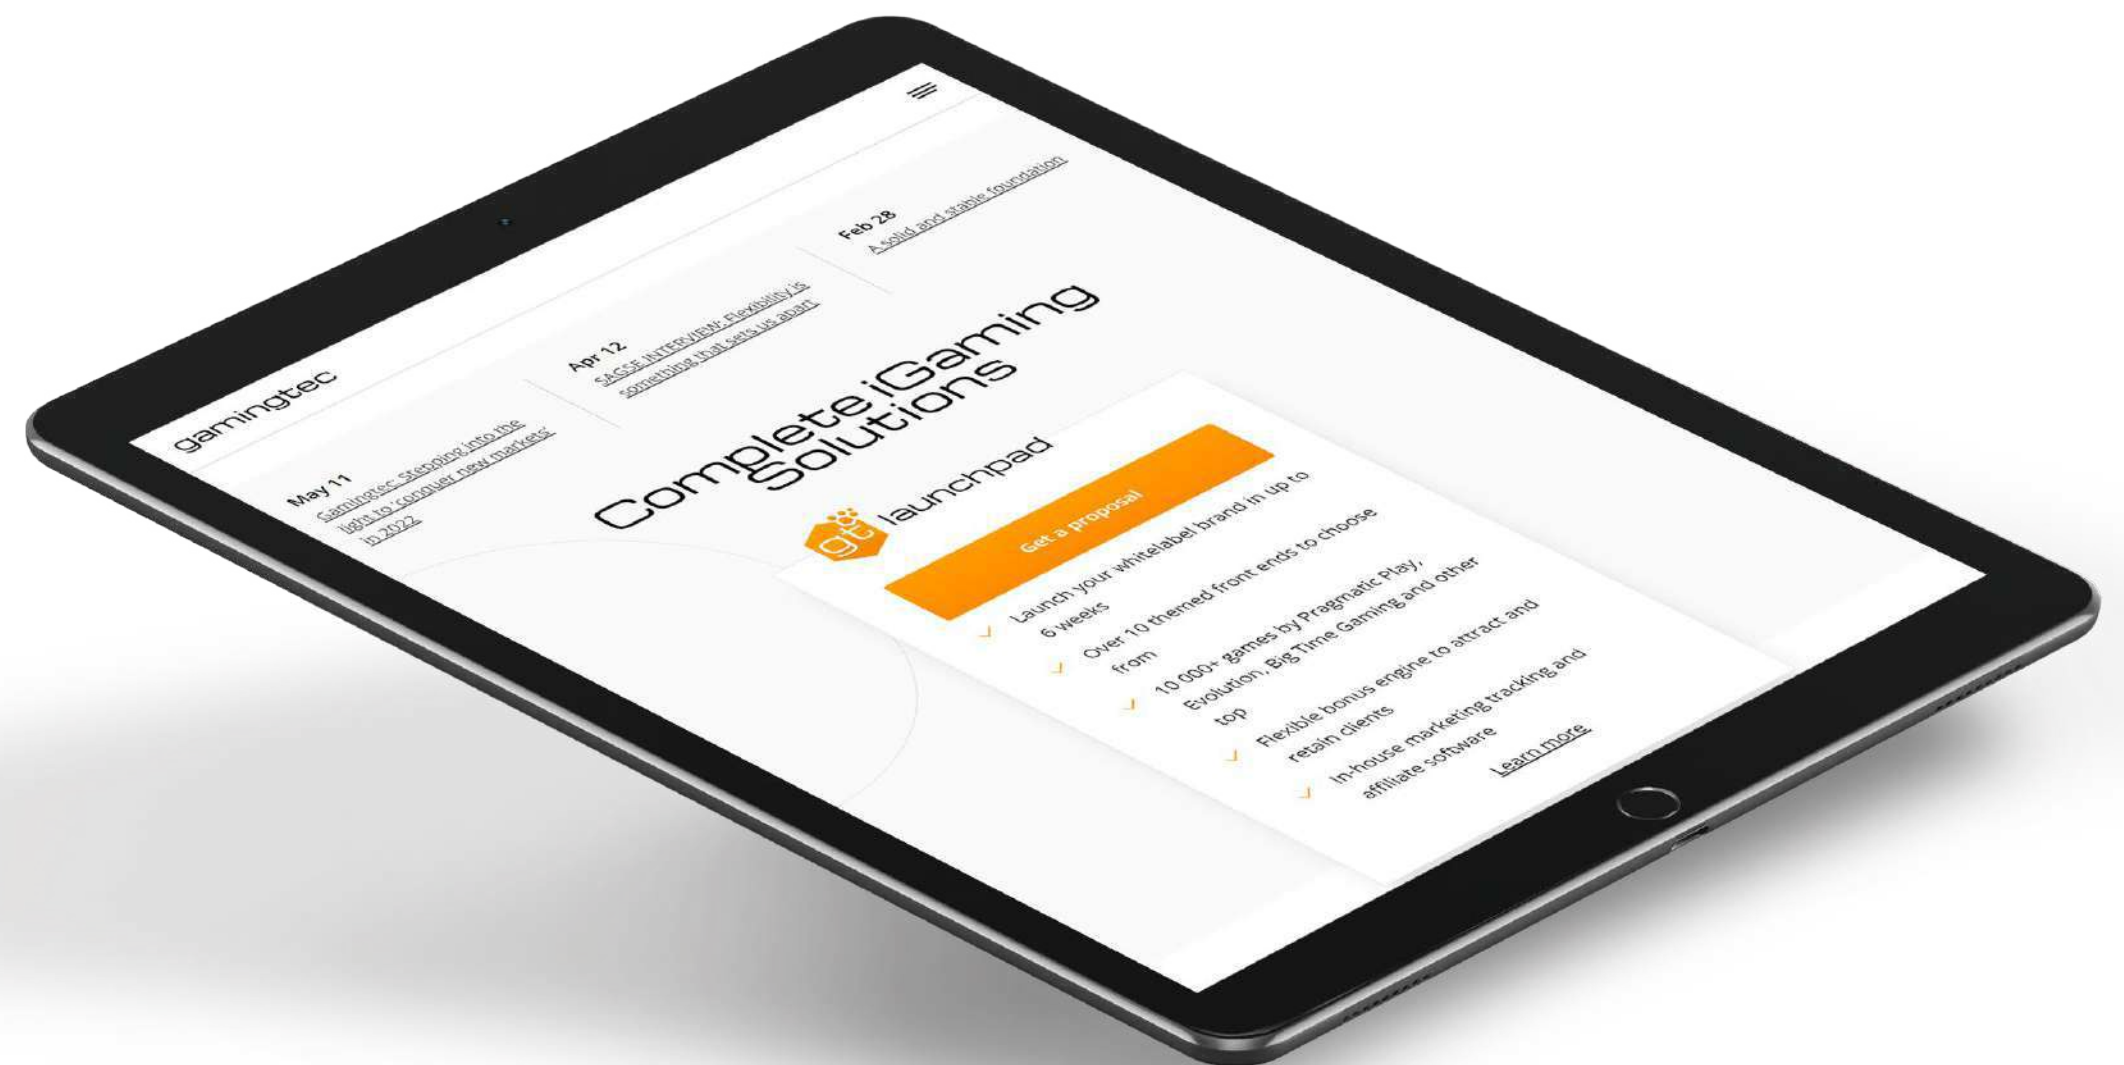 gamingtec
May 11
Gamingtec: Stepping into the
light to 'conquer new markets'
in 2022
Apr 12
SAGSE INTERVIEW: Flexibility is
something that sets us apart
Feb 28
A solid and stable foundation
Complete iGaming
Solutions
gt launchpad
Get a proposal
Launch your whitelabel brand in up to
6 weeks
Over 10 themed front ends to choose
from
10 000+ games by Pragmatic Play,
Evolution, Big Time Gaming and other
top
Flexible bonus engine to attract and
retain clients
In-house marketing tracking and
affiliate software
Learn more